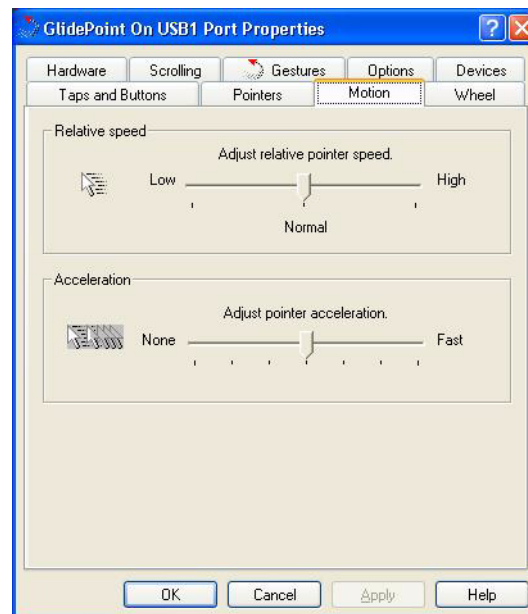 GlidePoint On USB1 Port Properties
Hardware Scrolling Gestures Options Devices
Taps and Buttons Pointers Motion Wheel
Relative speed
Adjust relative pointer speed.
Low High
Normal
Acceleration
Adjust pointer acceleration.
None Fast
OK Cancel Apply Help